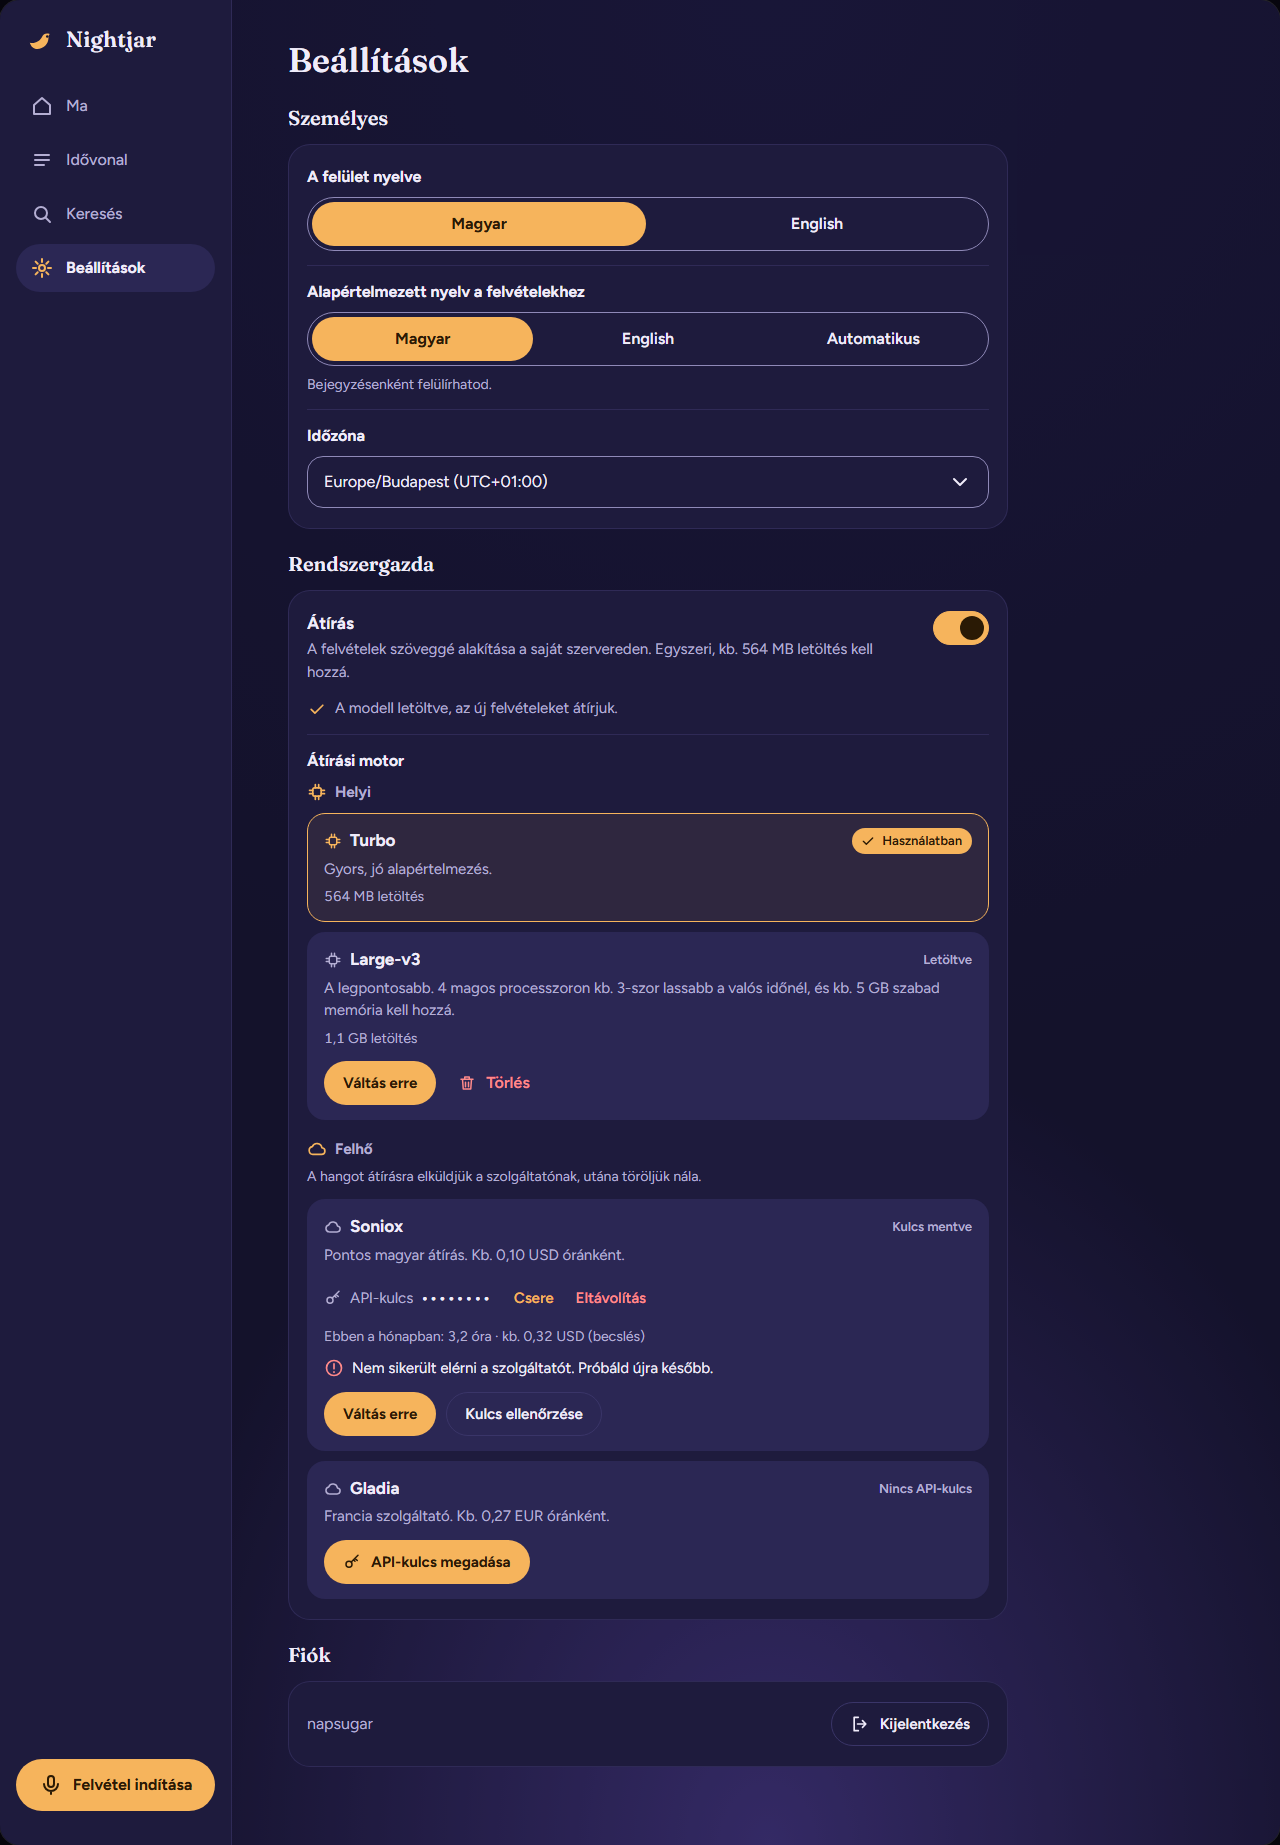 Nightjar
Ma
Idővonal
Keresés
Beállítások
Felvétel indítása
Beállítások
Személyes
A felület nyelve
Magyar
English
Alapértelmezett nyelv a felvételekhez
Magyar
English
Automatikus
Bejegyzésenként felülírhatod.
Időzóna
Europe/Budapest (UTC+01:00)
Rendszergazda
Átírás
A felvételek szöveggé alakítása a saját szervereden. Egyszeri, kb. 564 MB letöltés kell
hozzá.
A modell letöltve, az új felvételeket átírjuk.
Átírási motor
Helyi
Turbo
Használatban
Gyors, jó alapértelmezés.
564 MB letöltés
Large-v3
Letöltve
A legpontosabb. 4 magos processzoron kb. 3-szor lassabb a valós időnél, és kb. 5 GB szabad
memória kell hozzá.
1,1 GB letöltés
Váltás erre
Törlés
Felhő
A hangot átírásra elküldjük a szolgáltatónak, utána töröljük nála.
Soniox
Kulcs mentve
Pontos magyar átírás. Kb. 0,10 USD óránként.
API-kulcs •••••••• Csere Eltávolítás
Ebben a hónapban: 3,2 óra · kb. 0,32 USD (becslés)
Nem sikerült elérni a szolgáltatót. Próbáld újra később.
Váltás erre
Kulcs ellenőrzése
Gladia
Nincs API-kulcs
Francia szolgáltató. Kb. 0,27 EUR óránként.
API-kulcs megadása
Fiók
napsugar
Kijelentkezés